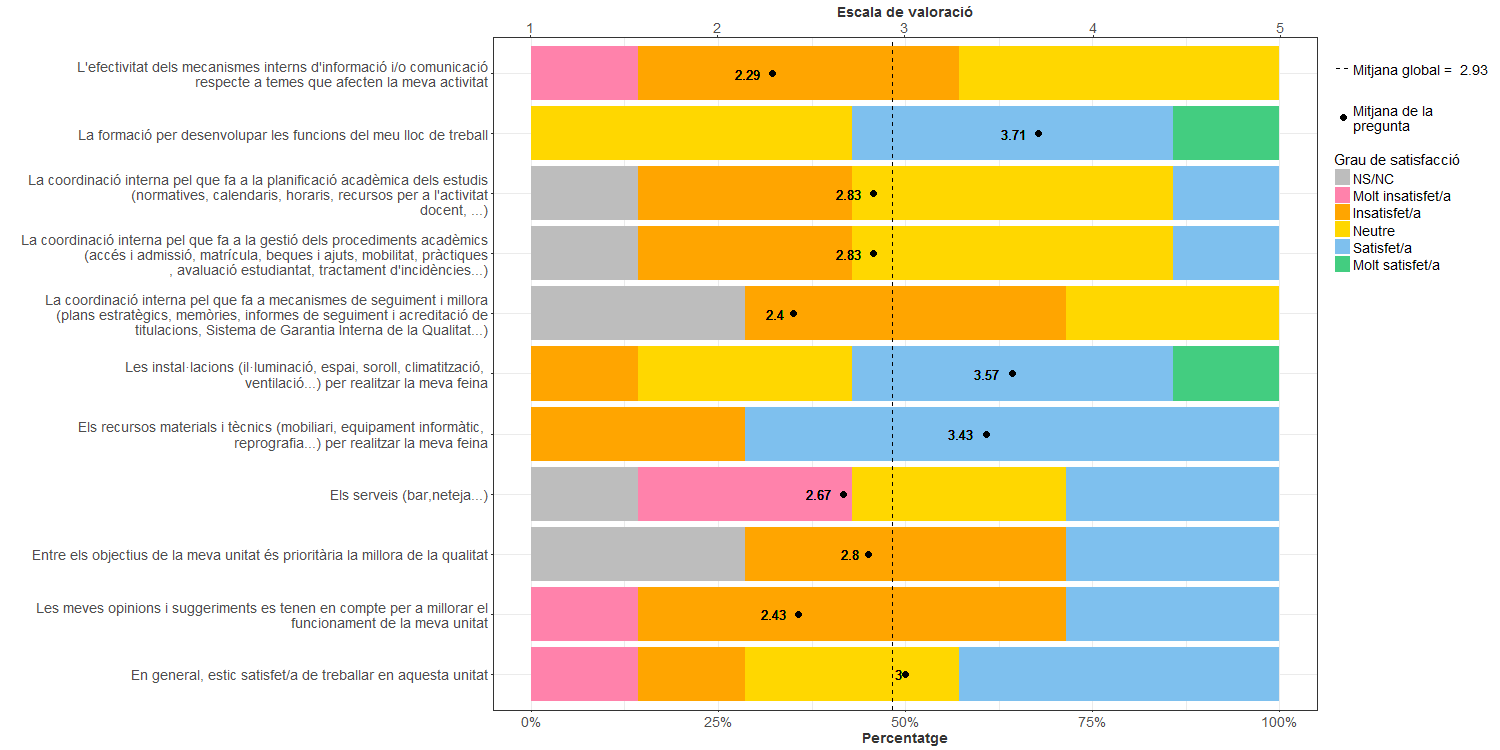 Escala de valoració
1 2 3 4 5
L'efectivitat dels mecanismes interns d'informació i/o comunicació
respecte a temes que afecten la meva activitat
2.29
La formació per desenvolupar les funcions del meu lloc de treball
3.71
La coordinació interna pel que fa a la planificació acadèmica dels estudis
(normatives, calendaris, horaris, recursos per a l'activitat
docent, ...)
2.83
La coordinació interna pel que fa a la gestió dels procediments acadèmics
(accés i admissió, matrícula, beques i ajuts, mobilitat, pràctiques
, avaluació estudiantat, tractament d'incidències...)
2.83
La coordinació interna pel que fa a mecanismes de seguiment i millora
(plans estratègics, memòries, informes de seguiment i acreditació de
titulacions, Sistema de Garantia Interna de la Qualitat...)
2.4
Les instal·lacions (il·luminació, espai, soroll, climatització,
ventilació...) per realitzar la meva feina
3.57
Els recursos materials i tècnics (mobiliari, equipament informàtic,
reprografia...) per realitzar la meva feina
3.43
Els serveis (bar,neteja...)
2.67
Entre els objectius de la meva unitat és prioritària la millora de la qualitat
2.8
Les meves opinions i suggeriments es tenen en compte per a millorar el
funcionament de la meva unitat
2.43
En general, estic satisfet/a de treballar en aquesta unitat
3
0% 25% 50% 75% 100%
Percentatge
Mitjana global = 2.93
Mitjana de la
pregunta
Grau de satisfacció
NS/NC
Molt insatisfet/a
Insatisfet/a
Neutre
Satisfet/a
Molt satisfet/a